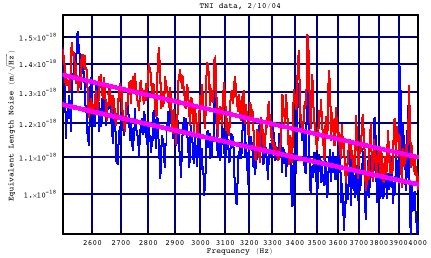 TNI data, 2/10/04
Equivalent Length Noise (m/√Hz)
1.5×10⁻¹⁸
1.4×10⁻¹⁸
1.3×10⁻¹⁸
1.2×10⁻¹⁸
1.1×10⁻¹⁸
1.×10⁻¹⁸
2600 2700 2800 2900 3000 3100 3200 3300 3400 3500 3600 3700 3800 3900 4000
Frequency (Hz)